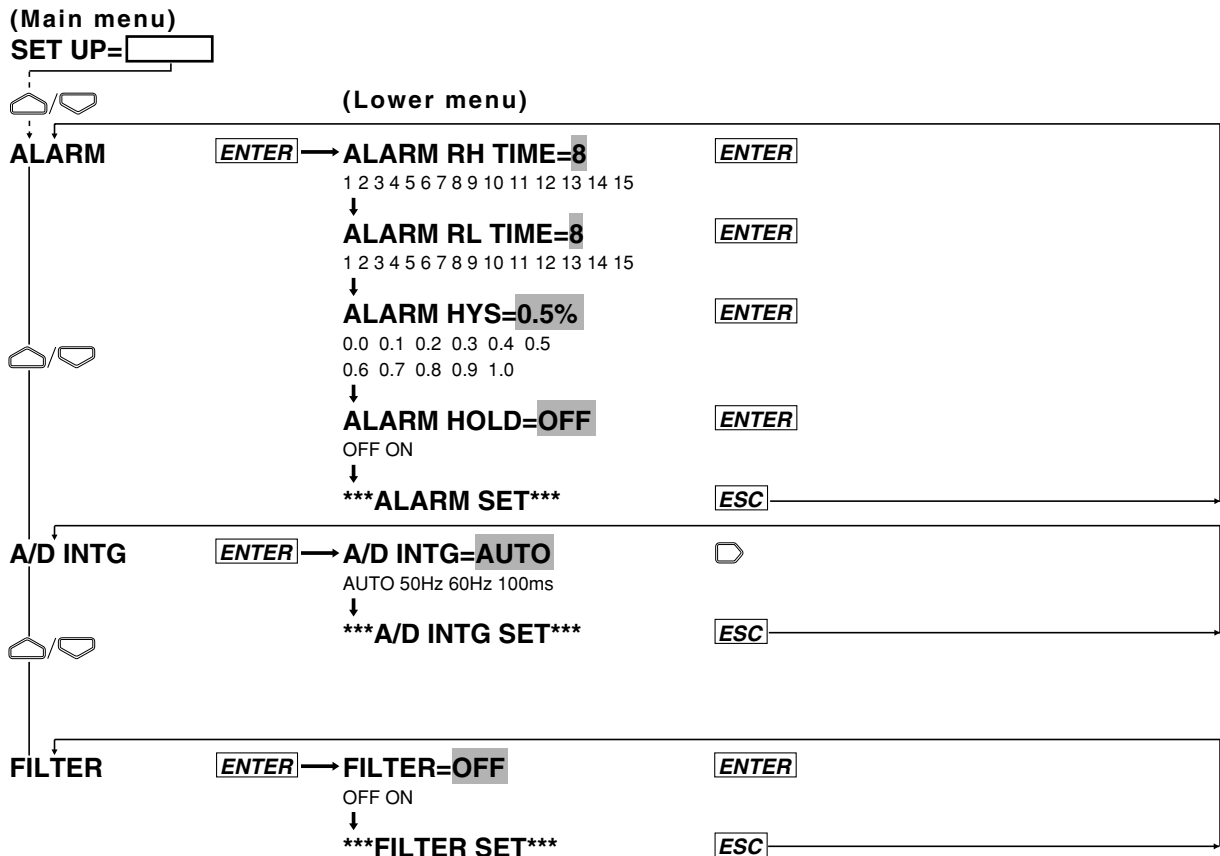 (Main menu)
SET UP=
/
(Lower menu)
ALARM ENTER ALARM RH TIME=8 ENTER
1 2 3 4 5 6 7 8 9 10 11 12 13 14 15
ALARM RL TIME=8 ENTER
1 2 3 4 5 6 7 8 9 10 11 12 13 14 15
ALARM HYS=0.5% ENTER
0.0 0.1 0.2 0.3 0.4 0.5
/
0.6 0.7 0.8 0.9 1.0
ALARM HOLD=OFF ENTER
OFF ON
***ALARM SET*** ESC
A/D INTG ENTER A/D INTG=AUTO
AUTO 50Hz 60Hz 100ms
***A/D INTG SET*** ESC
/
FILTER ENTER FILTER=OFF ENTER
OFF ON
***FILTER SET*** ESC